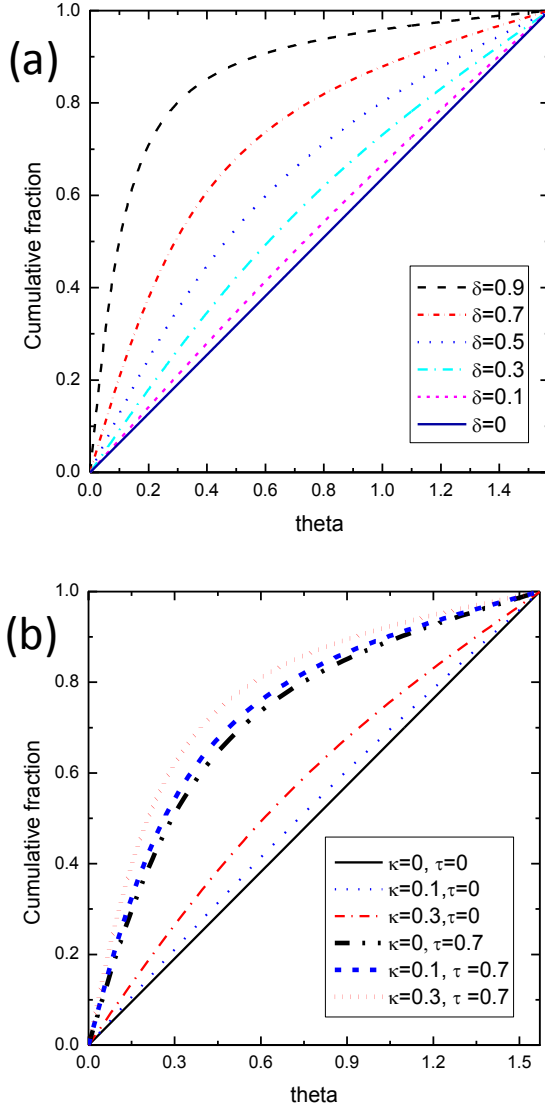 (a)
Cumulative fraction
1.0
0.8
0.6
0.4
0.2
0.0
δ=0.9
δ=0.7
δ=0.5
δ=0.3
δ=0.1
δ=0
0.0 0.2 0.4 0.6 0.8 1.0 1.2 1.4
theta
(b)
Cumulative fraction
1.0
0.8
0.6
0.4
0.2
0.0
κ=0, τ=0
κ=0.1,τ=0
κ=0.3,τ=0
κ=0, τ=0.7
κ=0.1, τ=0.7
κ=0.3, τ=0.7
0.0 0.3 0.6 0.9 1.2 1.5
theta